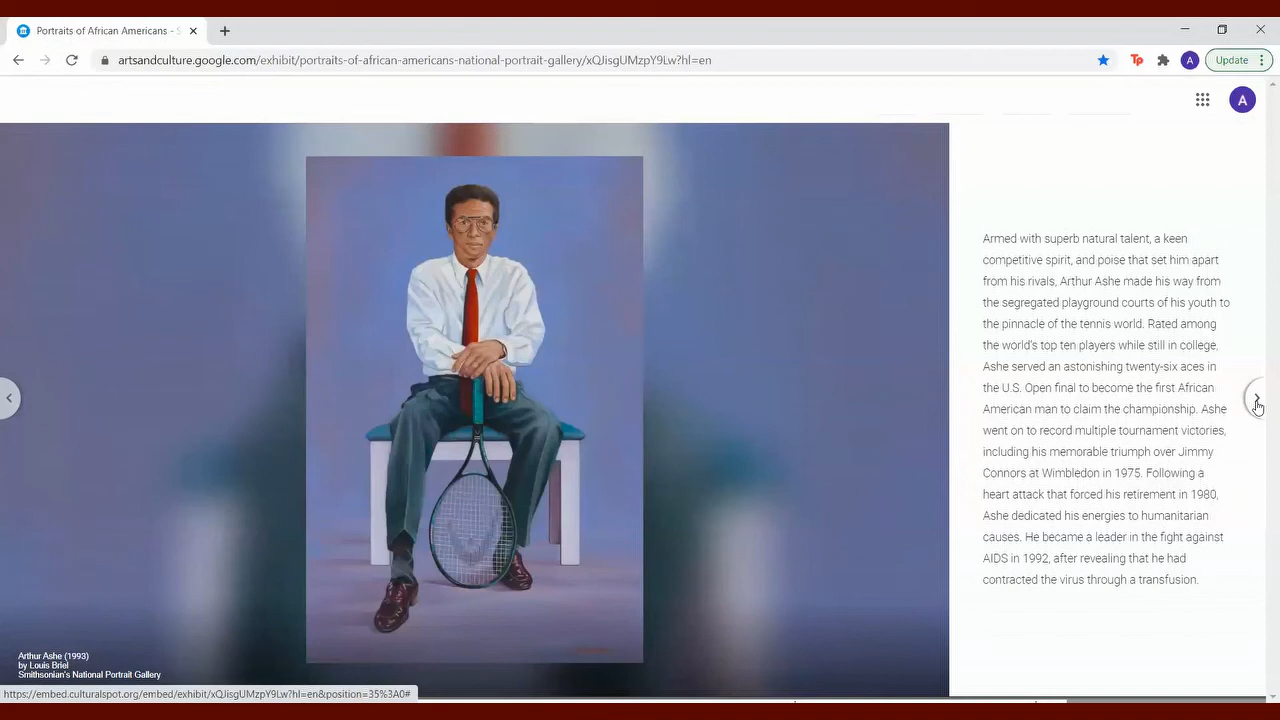 Portraits of African Americans - S
artsandculture.google.com/exhibit/portraits-of-african-americans-national-portrait-gallery/xQJisgUMzpY9Lw?hl=en
Tp
A
Update
A
Armed with superb natural talent, a keen
competitive spirit, and poise that set him apart
from his rivals, Arthur Ashe made his way from
the segregated playground courts of his youth to
the pinnacle of the tennis world. Rated among
the world's top ten players while still in college,
Ashe served an astonishing twenty-six aces in
the U.S. Open final to become the first African
American man to claim the championship. Ashe
went on to record multiple tournament victories,
including his memorable triumph over Jimmy
Connors at Wimbledon in 1975. Following a
heart attack that forced his retirement in 1980,
Ashe dedicated his energies to humanitarian
causes. He became a leader in the fight against
AIDS in 1992, after revealing that he had
contracted the virus through a transfusion.
Arthur Ashe (1993)
by Louis Briel
Smithsonian's National Portrait Gallery
https://embed.culturalspot.org/embed/exhibit/xQJisgUMzpY9Lw?hl=en&position=35%3A0#